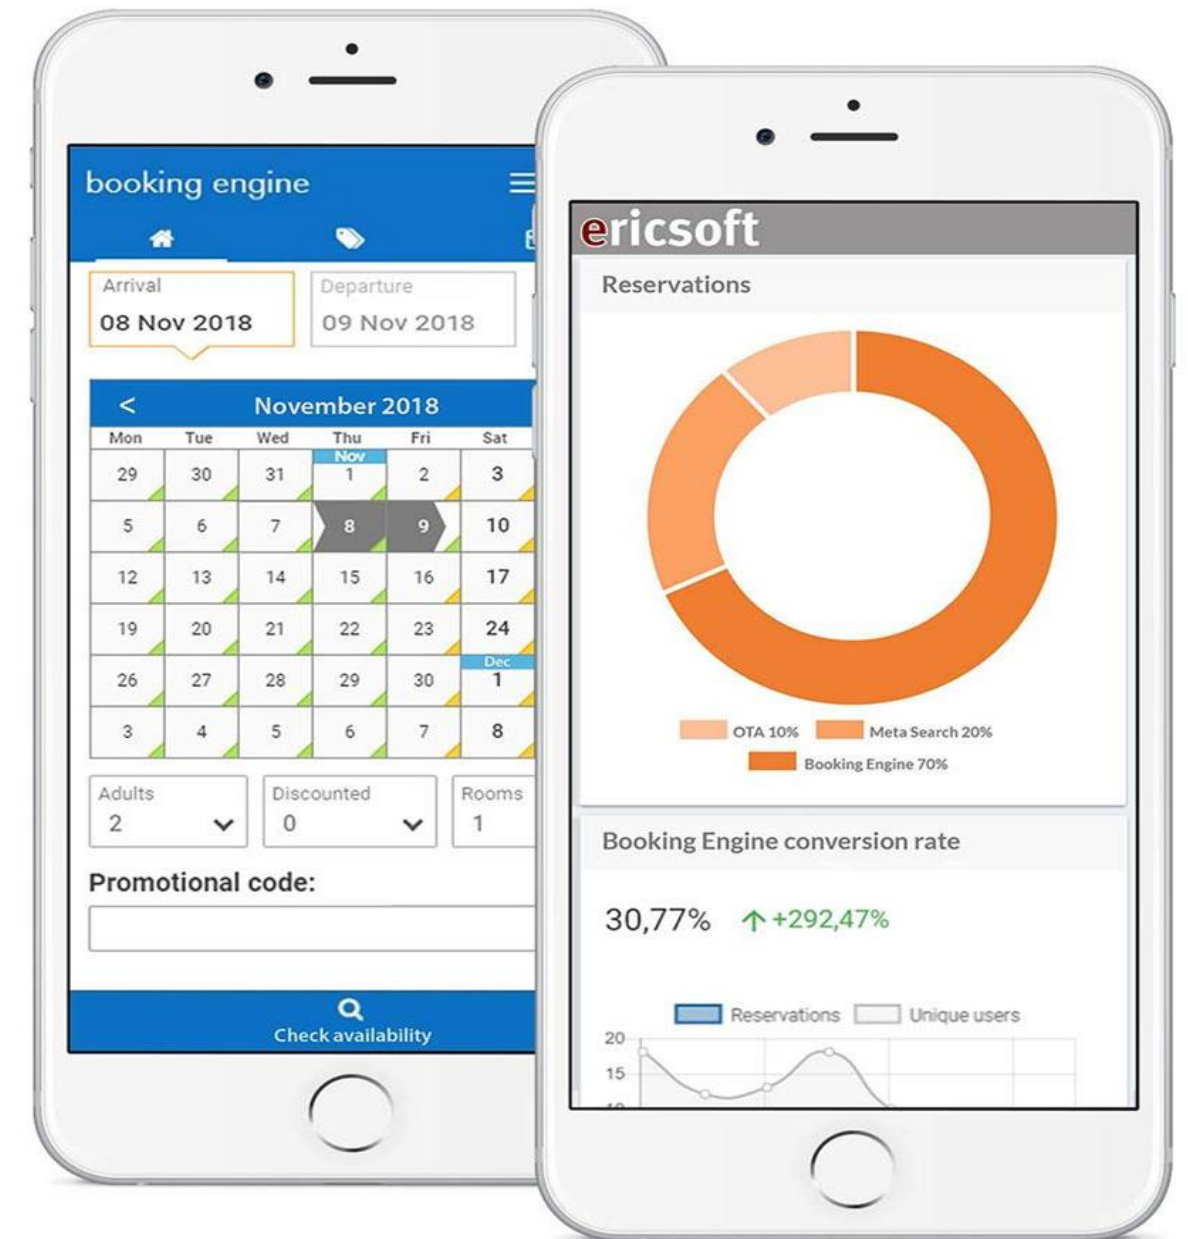 booking engine
Arrival
Departure
08 Nov 2018
09 Nov 2018
< November 2018
Mon Tue Wed Thu Fri Sat
Nov
29 30 31 1 2 3
5 6 7 8 9 10
12 13 14 15 16 17
19 20 21 22 23 24
Dec
26 27 28 29 30 1
3 4 5 6 7 8
Adults Discounted Rooms
2 0 1
Promotional code:
Check availability
ericsoft
Reservations
OTA 10% Meta Search 20%
Booking Engine 70%
Booking Engine conversion rate
30,77% +292,47%
Reservations Unique users
20
15